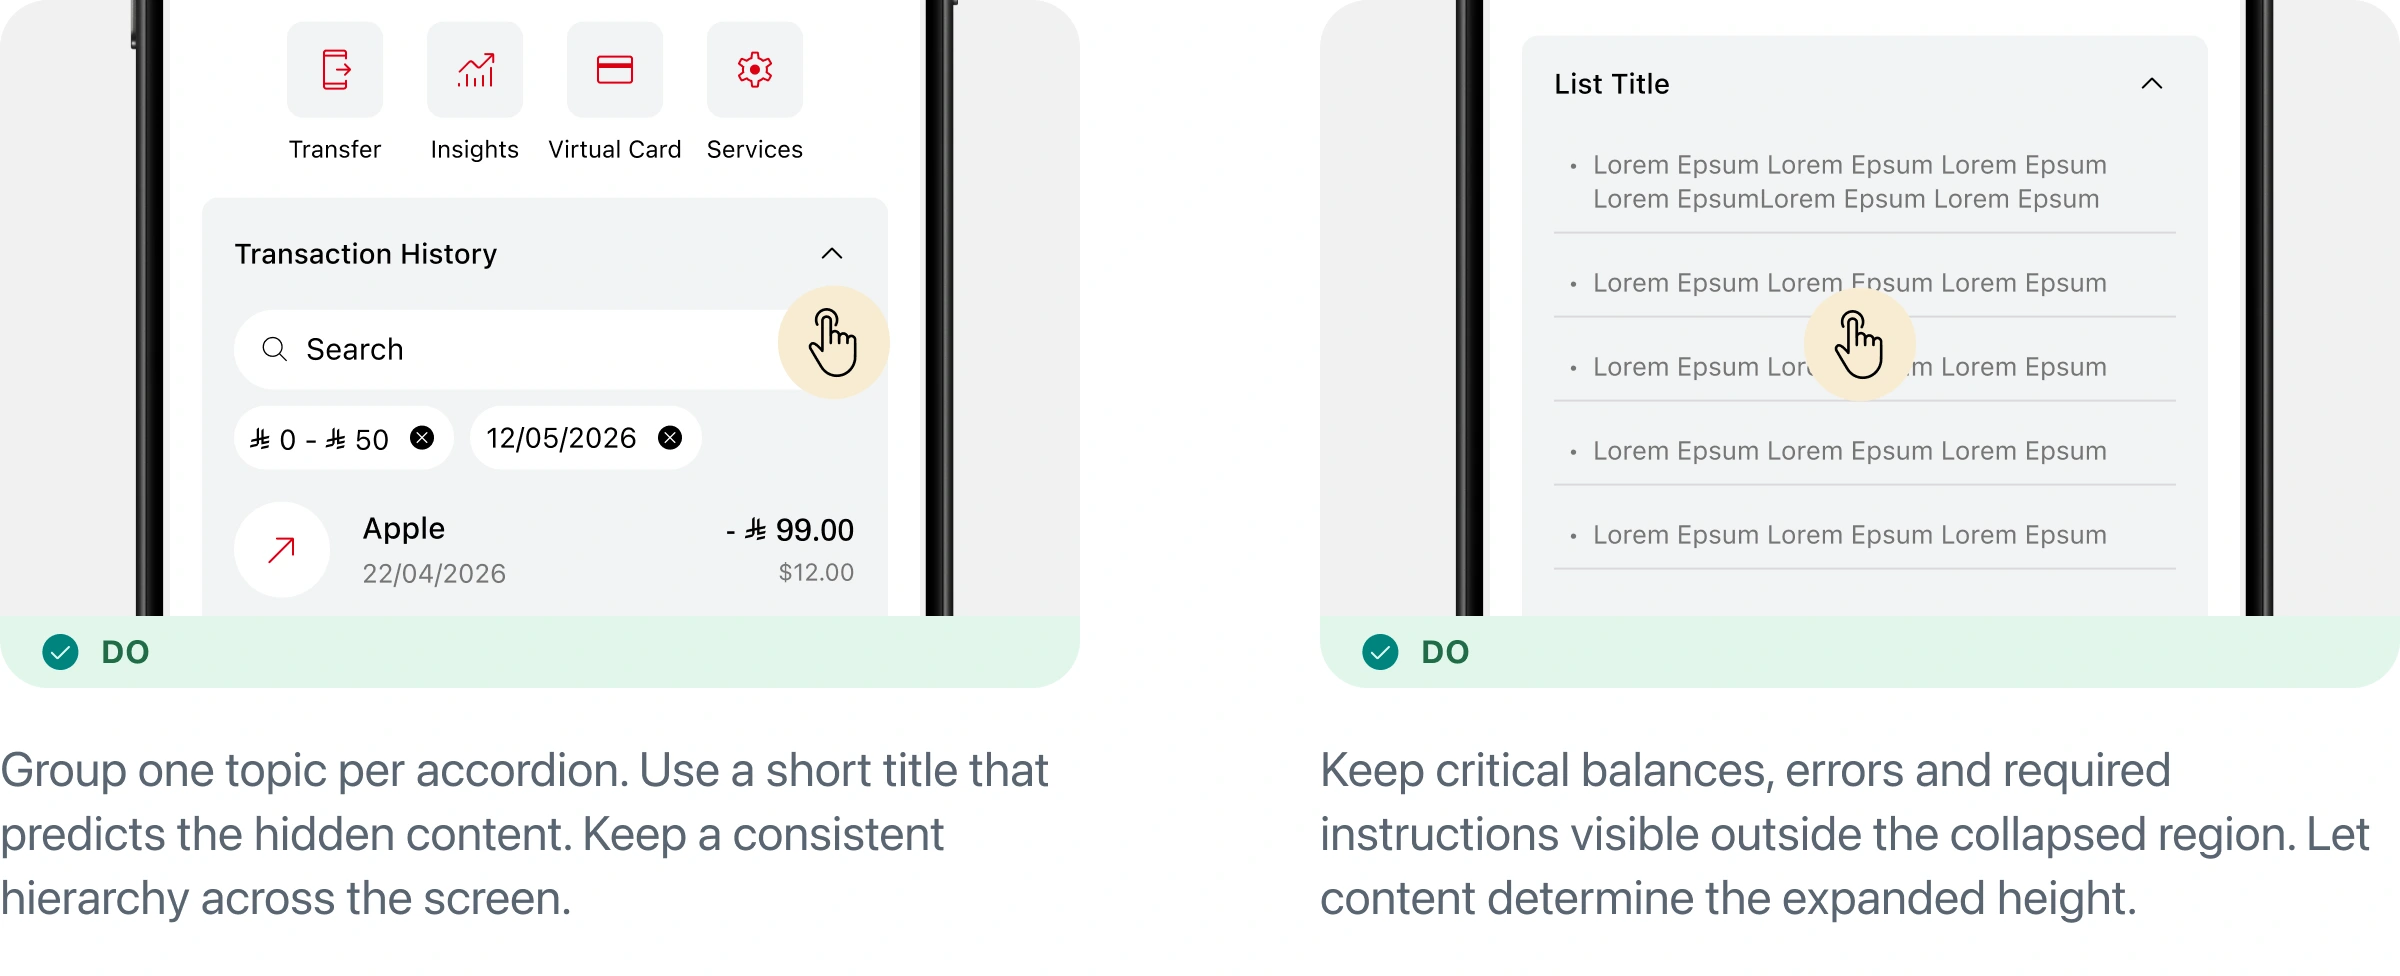 Transfer
Insights
Virtual Card
Services
Transaction History
Search
⃁ 0 - ⃁ 50
12/05/2026
Apple
- ⃁ 99.00
22/04/2026
$12.00
DO
Group one topic per accordion. Use a short title that
predicts the hidden content. Keep a consistent
hierarchy across the screen.
List Title
• Lorem Epsum Lorem Epsum Lorem Epsum
Lorem EpsumLorem Epsum Lorem Epsum
• Lorem Epsum Lorem Epsum Lorem Epsum
• Lorem Epsum Lorem Epsum
• Lorem Epsum Lorem Epsum Lorem Epsum
• Lorem Epsum Lorem Epsum Lorem Epsum
DO
Keep critical balances, errors and required
instructions visible outside the collapsed region. Let
content determine the expanded height.